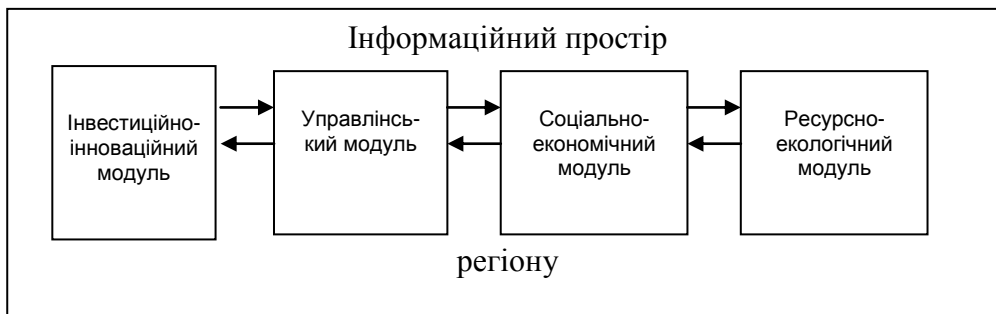 Інформаційний простір
Інвестиційно-
інноваційний
модуль
Управлінсь-
кий модуль
Соціально-
економічний
модуль
Ресурсно-
екологічний
модуль
регіону